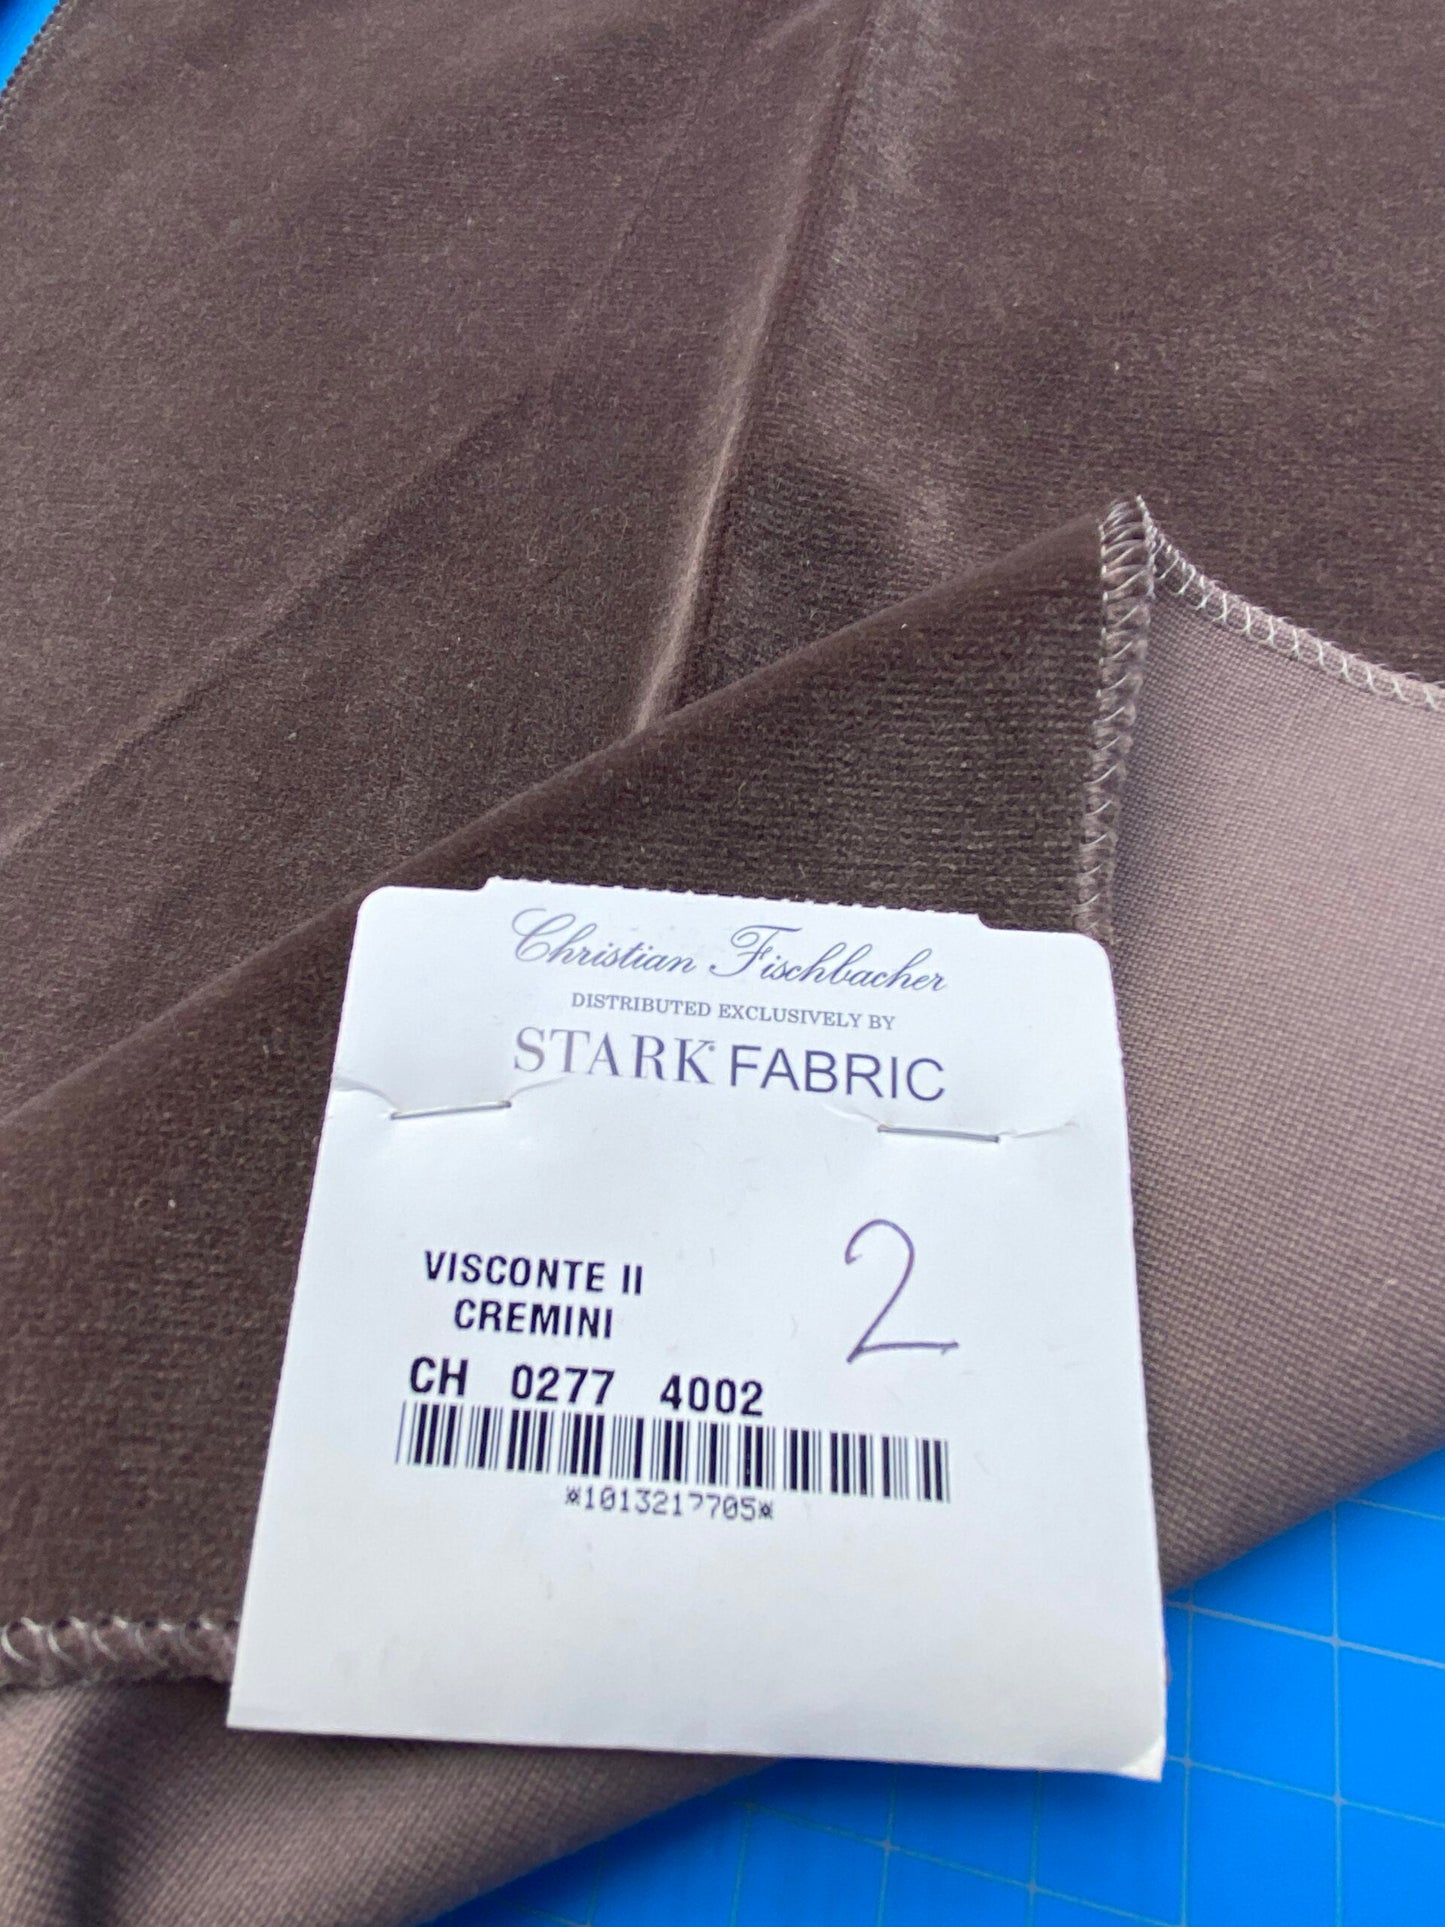 Christian Fischbacher
DISTRIBUTED EXCLUSIVELY BY
STARK FABRIC
2
VISCONTE II
CREMINI
CH 0277 4002
*1013217705*